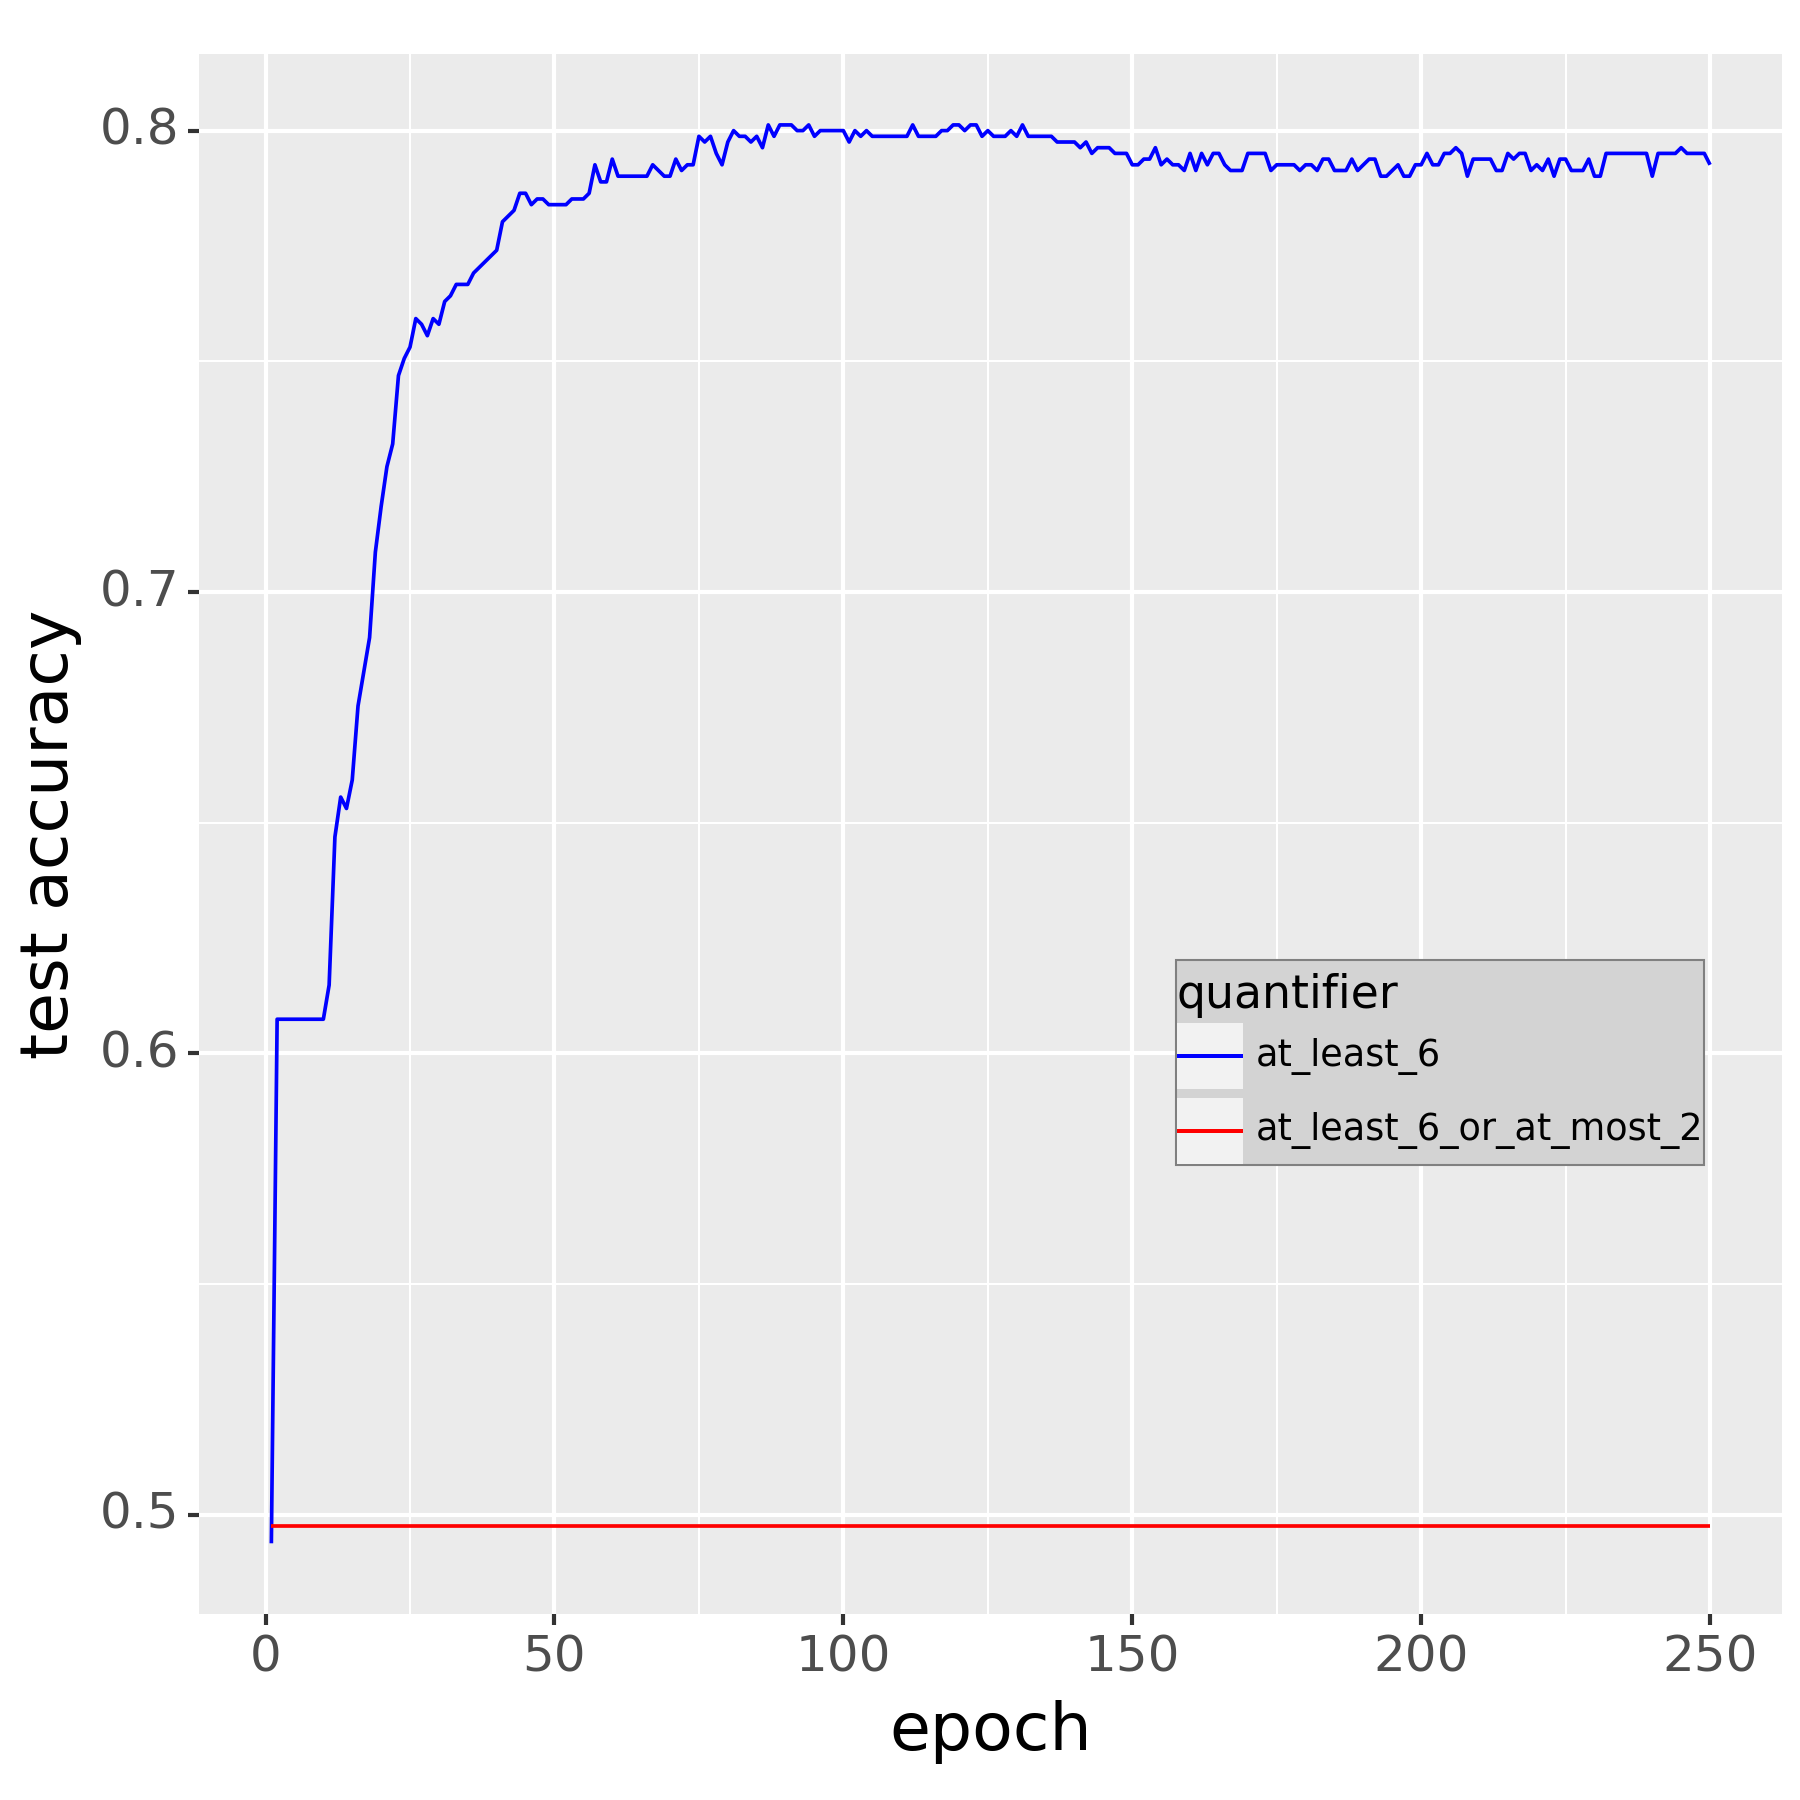 test accuracy
0.8
0.7
0.6
0.5
quantifier
at_least_6
at_least_6_or_at_most_2
0 50 100 150 200 250
epoch